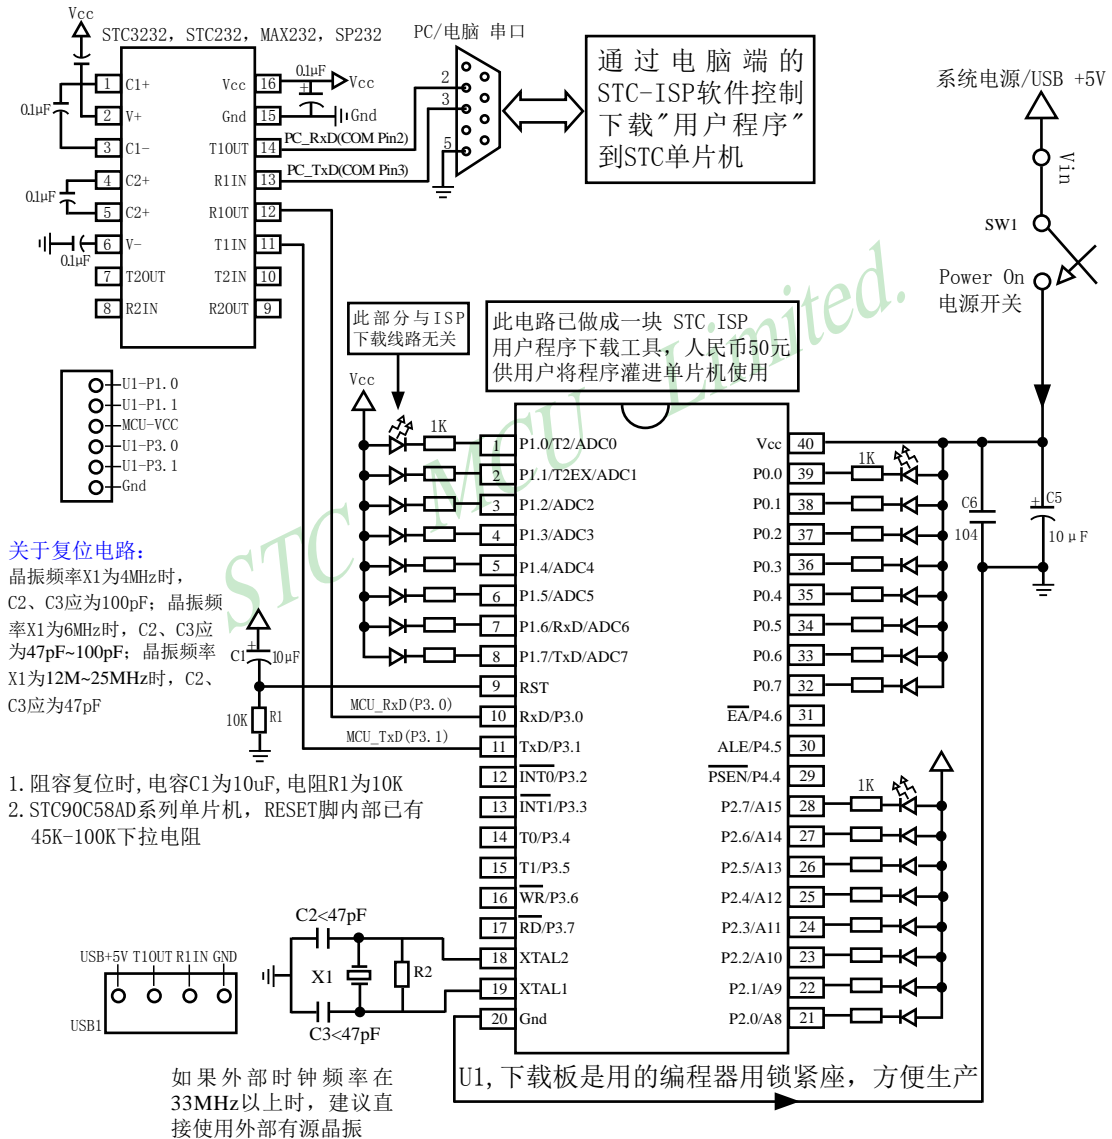 Vcc
STC3232, STC232, MAX232, SP232
PC/电脑 串口
0.1μF
1 C1+
2 V+
3 C1-
4 C2+
5 C2+
6 V-
7 T2OUT
8 R2IN
0.1μF
0.1μF
0.1μF
Vcc 16
Gnd 15
T1OUT 14
R1IN 13
R1OUT 12
T1IN 11
T2IN 10
R2OUT 9
Vcc
Gnd
PC_RxD(COM Pin2)
PC_TxD(COM Pin3)
2
3
5
通过电脑端的
STC-ISP软件控制
下载"用户程序"
到STC单片机
系统电源/USB +5V
Vin
SW1
Power On
电源开关
此部分与ISP
下载线路无关
此电路已做成一块 STC ISP
用户程序下载工具, 人民币50元
供用户将程序灌进单片机使用
STC MCU Limited.
U1-P1.0
U1-P1.1
MCU-VCC
U1-P3.0
U1-P3.1
Gnd
关于复位电路:
晶振频率X1为4MHz时,
C2、C3应为100pF; 晶振频
率X1为6MHz时, C2、C3应
为47pF~100pF; 晶振频率
X1为12M~25MHz时, C2、
C3应为47pF
C1
+
10μF
10K
R1
Vcc
1K
1 P1.0/T2/ADC0
2 P1.1/T2EX/ADC1
3 P1.2/ADC2
4 P1.3/ADC3
5 P1.4/ADC4
6 P1.5/ADC5
7 P1.6/RxD/ADC6
8 P1.7/TxD/ADC7
9 RST
10 RxD/P3.0
11 TxD/P3.1
12 INT0/P3.2
13 INT1/P3.3
14 T0/P3.4
15 T1/P3.5
16 WR/P3.6
17 RD/P3.7
18 XTAL2
19 XTAL1
20 Gnd
MCU_RxD(P3.0)
MCU_TxD(P3.1)
Vcc 40
P0.0 39
P0.1 38
P0.2 37
P0.3 36
P0.4 35
P0.5 34
P0.6 33
P0.7 32
EA/P4.6 31
ALE/P4.5 30
PSEN/P4.4 29
P2.7/A15 28
P2.6/A14 27
P2.5/A13 26
P2.4/A12 25
P2.3/A11 24
P2.2/A10 23
P2.1/A9 22
P2.0/A8 21
1K
1K
C6
104
+
C5
10μF
1. 阻容复位时, 电容C1为10uF, 电阻R1为10K
2. STC90C58AD系列单片机, RESET脚内部已有
45K-100K下拉电阻
C2<47pF
X1
R2
C3<47pF
USB+5V T1OUT R1IN GND
USB1
如果外部时钟频率在
33MHz以上时, 建议直
接使用外部有源晶振
U1, 下载板是用的编程器用锁紧座, 方便生产